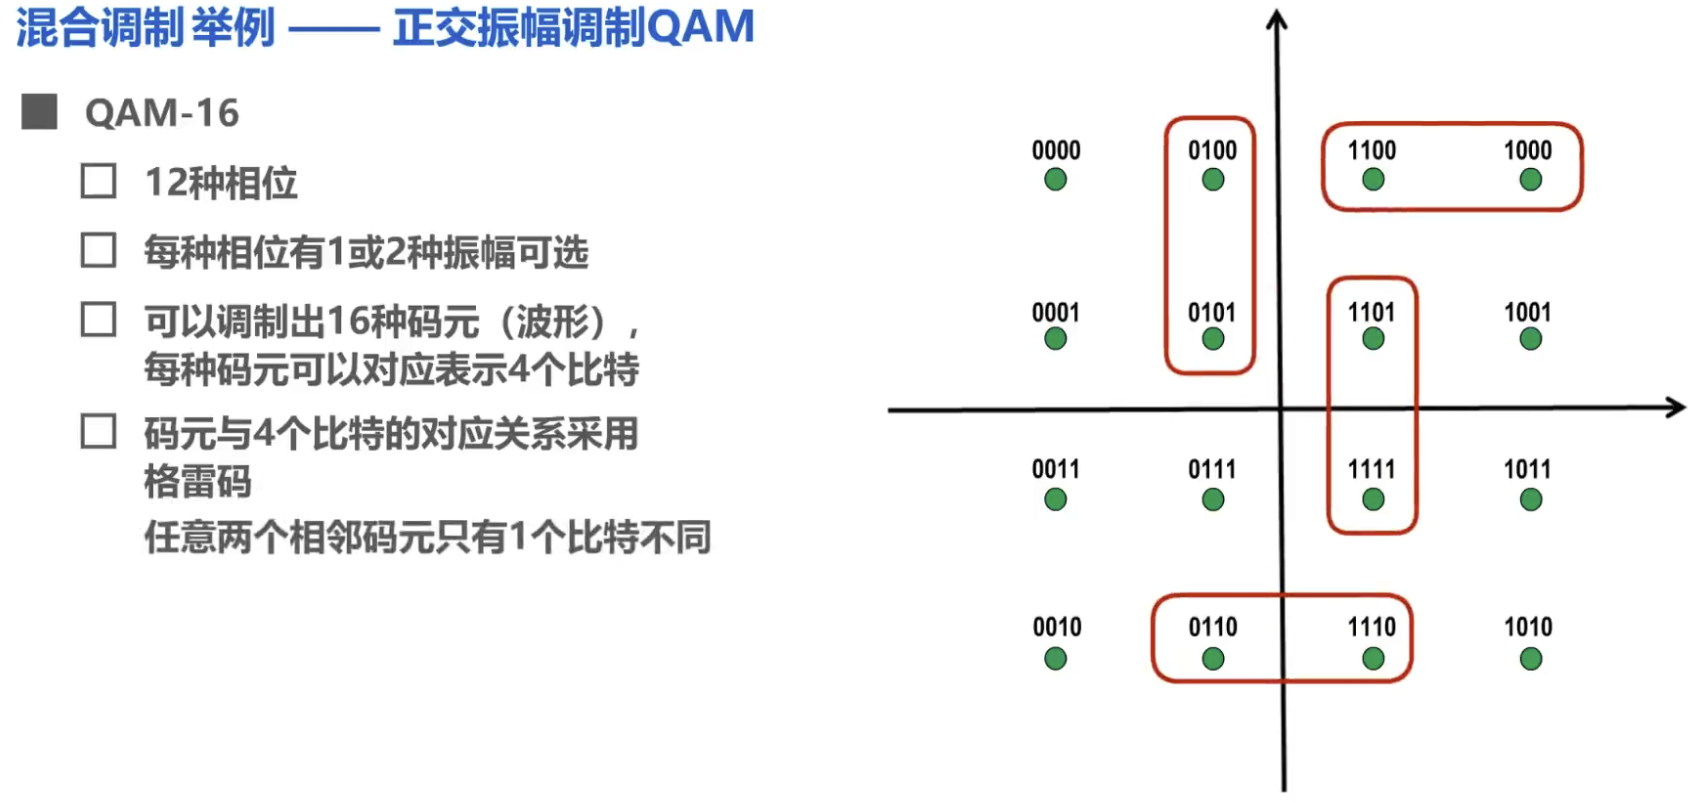 混合调制 举例 —— 正交振幅调制QAM
QAM-16
12种相位
每种相位有1或2种振幅可选
可以调制出16种码元（波形）,
每种码元可以对应表示4个比特
码元与4个比特的对应关系采用
格雷码
任意两个相邻码元只有1个比特不同
0000 0100 1100 1000
0001 0101 1101 1001
0011 0111 1111 1011
0010 0110 1110 1010